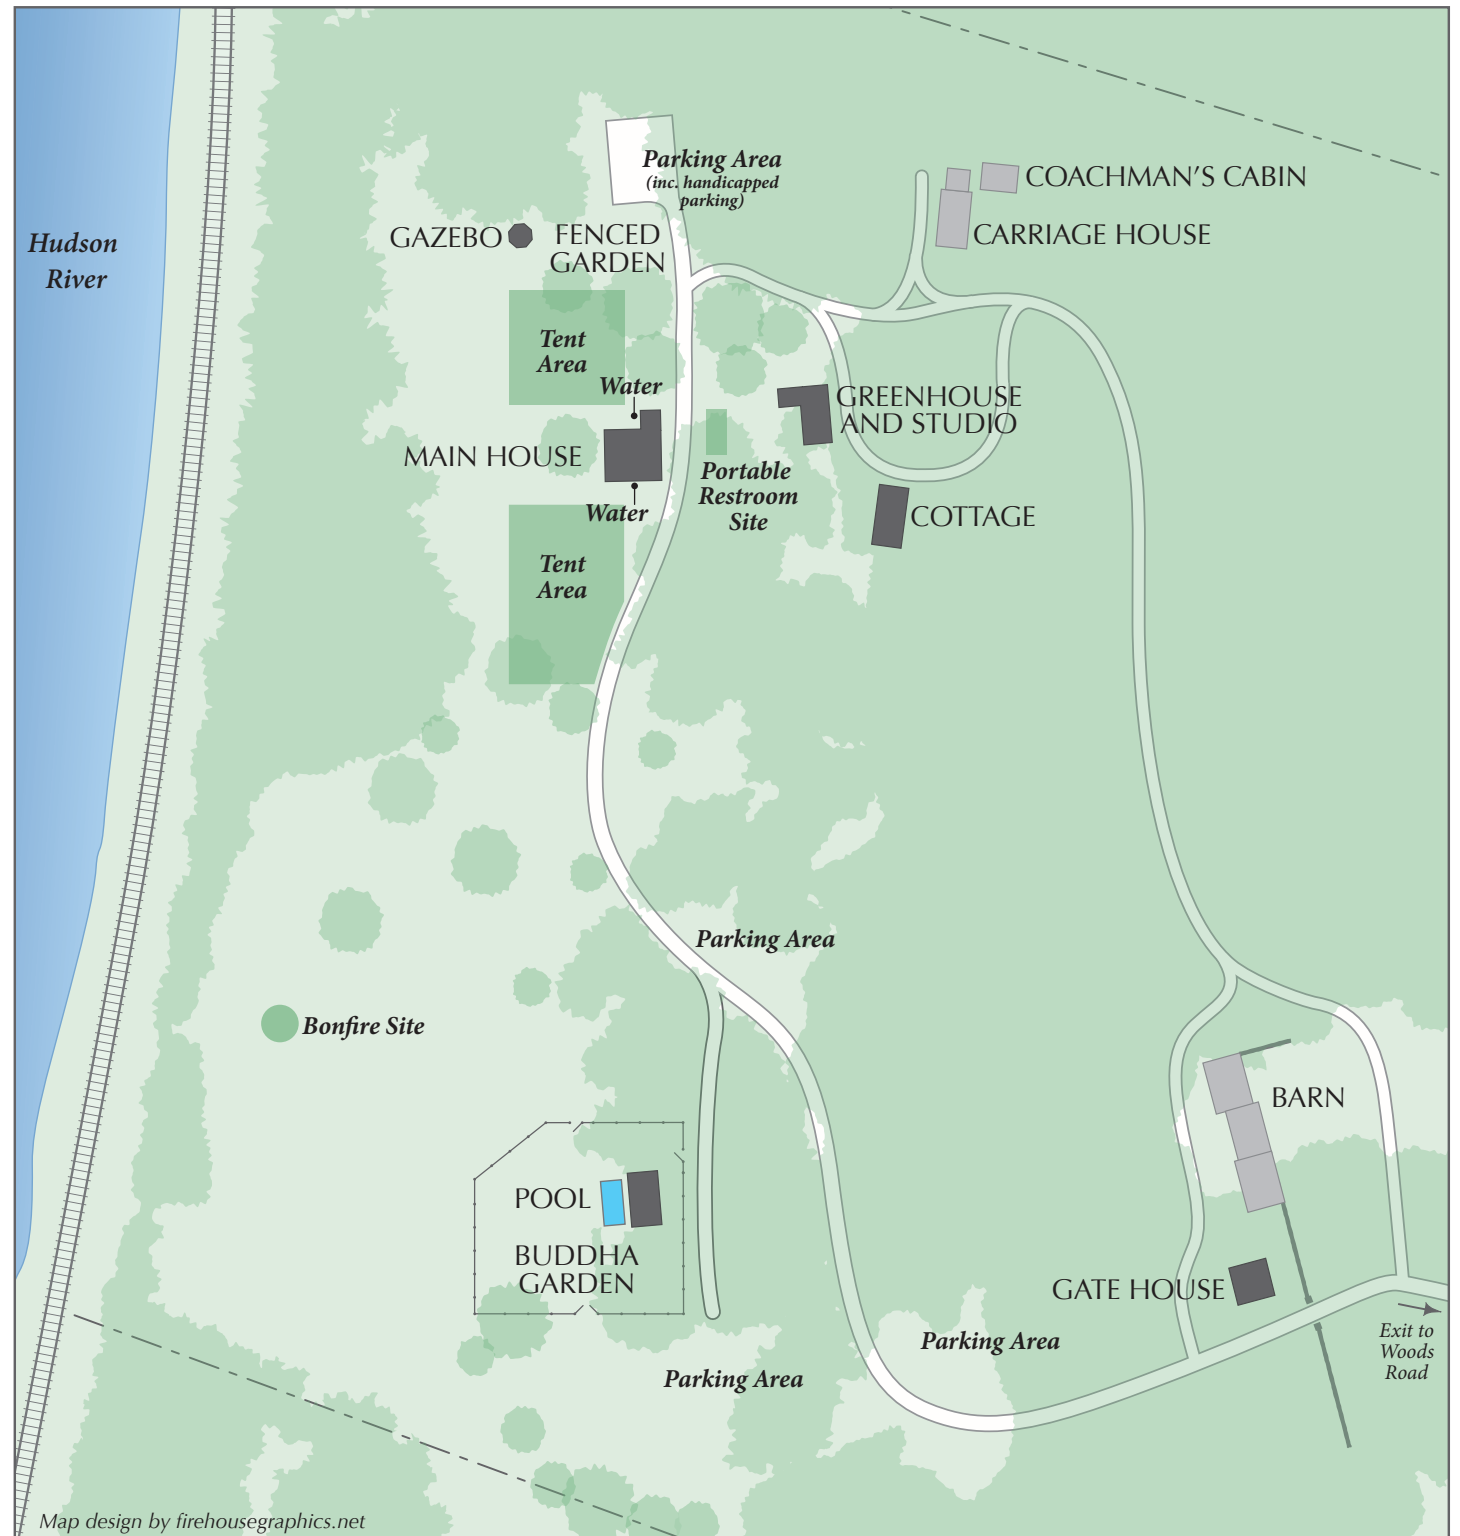 Parking Area
(inc. handicapped
parking)
COACHMAN'S CABIN
CARRIAGE HOUSE
Hudson
River
GAZEBO
FENCED
GARDEN
Tent
Area
Water
GREENHOUSE
AND STUDIO
MAIN HOUSE
Portable
Restroom
Site
Water
COTTAGE
Tent
Area
Parking Area
Bonfire Site
BARN
POOL
BUDDHA
GARDEN
GATE HOUSE
Parking Area
Exit to
Woods
Road
Parking Area
Map design by firehousegraphics.net